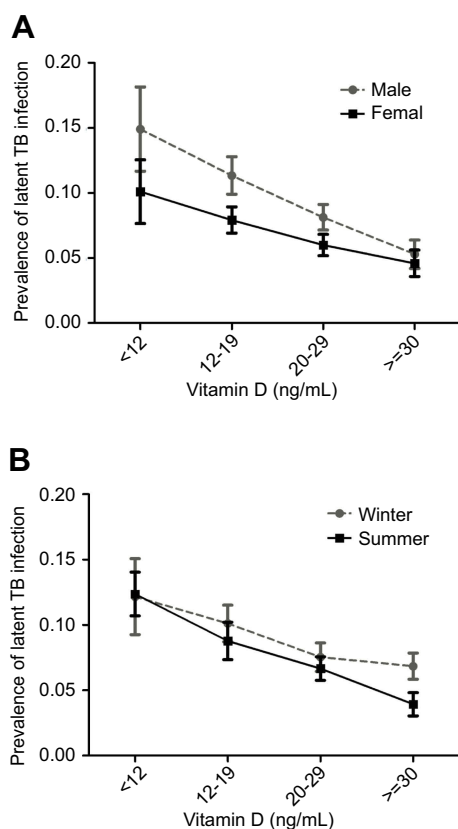 A
Prevalence of latent TB infection
0.20
0.15
0.10
0.05
0.00
Male
Femal
<12
12-19
20-29
>=30
Vitamin D (ng/mL)
B
Prevalence of latent TB infection
0.20
0.15
0.10
0.05
0.00
Winter
Summer
<12
12-19
20-29
>=30
Vitamin D (ng/mL)